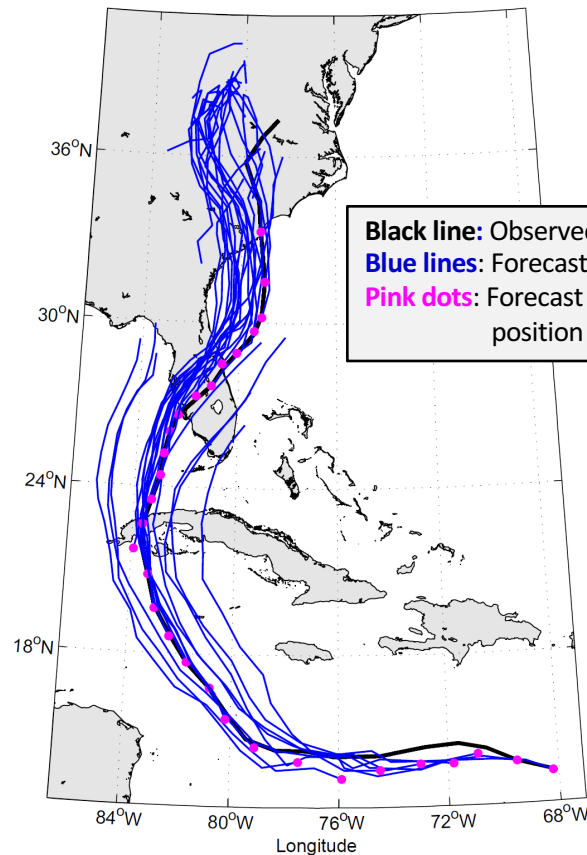 36°N
Black line: Observed
Blue lines: Forecast
Pink dots: Forecast
position
30°N
24°N
18°N
84°W 80°W 76°W 72°W 68°W
Longitude